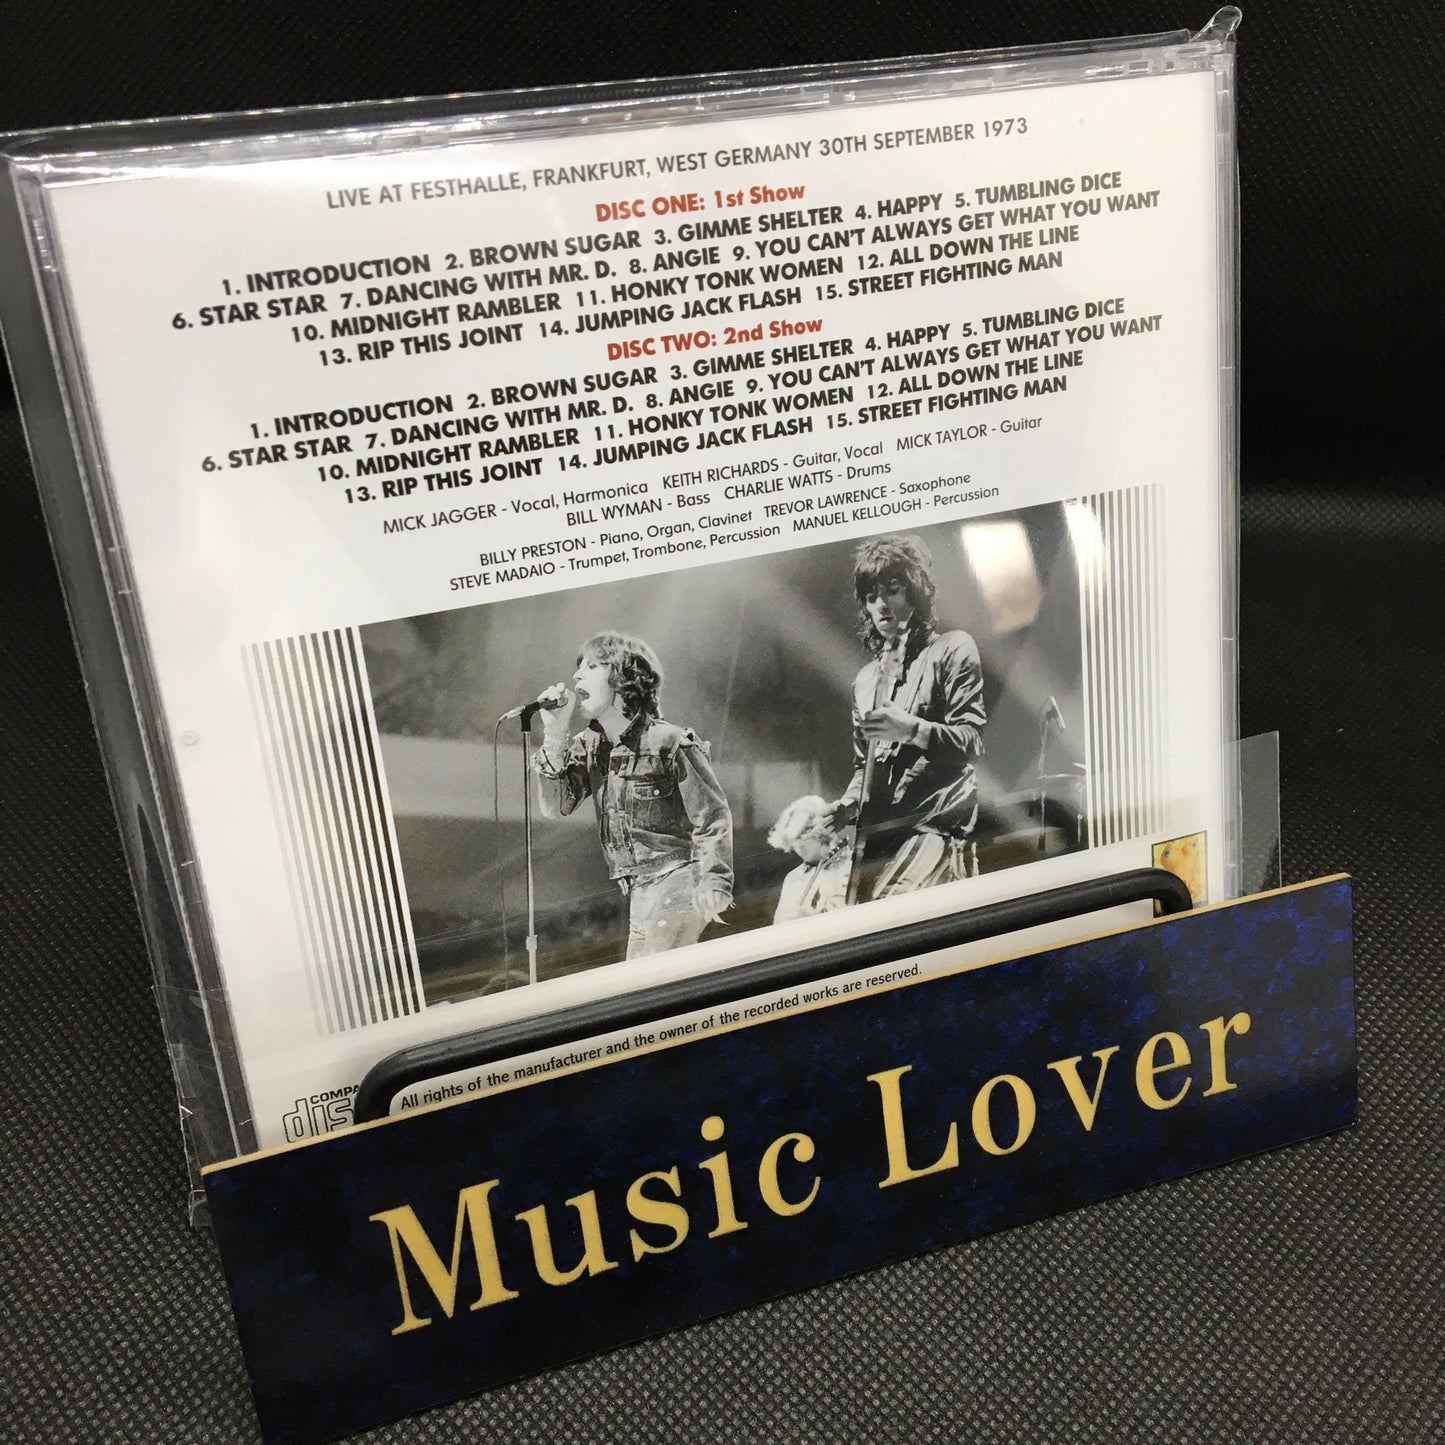 LIVE AT FESTHALLE, FRANKFURT, WEST GERMANY 30TH SEPTEMBER 1973
DISC ONE: 1st Show
1. INTRODUCTION 2. BROWN SUGAR 3. GIMME SHELTER 4. HAPPY 5. TUMBLING DICE
6. STAR STAR 7. DANCING WITH MR. D. 8. ANGIE 9. YOU CAN'T ALWAYS GET WHAT YOU WANT
10. MIDNIGHT RAMBLER 11. HONKY TONK WOMEN 12. ALL DOWN THE LINE
13. RIP THIS JOINT 14. JUMPING JACK FLASH 15. STREET FIGHTING MAN
DISC TWO: 2nd Show
1. INTRODUCTION 2. BROWN SUGAR 3. GIMME SHELTER 4. HAPPY 5. TUMBLING DICE
6. STAR STAR 7. DANCING WITH MR. D. 8. ANGIE 9. YOU CAN'T ALWAYS GET WHAT YOU WANT
10. MIDNIGHT RAMBLER 11. HONKY TONK WOMEN 12. ALL DOWN THE LINE
13. RIP THIS JOINT 14. JUMPING JACK FLASH 15. STREET FIGHTING MAN
MICK JAGGER - Vocal, Harmonica KEITH RICHARDS - Guitar, Vocal MICK TAYLOR - Guitar
BILL WYMAN - Bass CHARLIE WATTS - Drums
BILLY PRESTON - Piano, Organ, Clavinet TREVOR LAWRENCE - Saxophone
STEVE MADAIO - Trumpet, Trombone, Percussion MANUEL KELLOUGH - Percussion
All rights of the manufacturer and the owner of the recorded works are reserved.
COMPA
dis
Music Lover